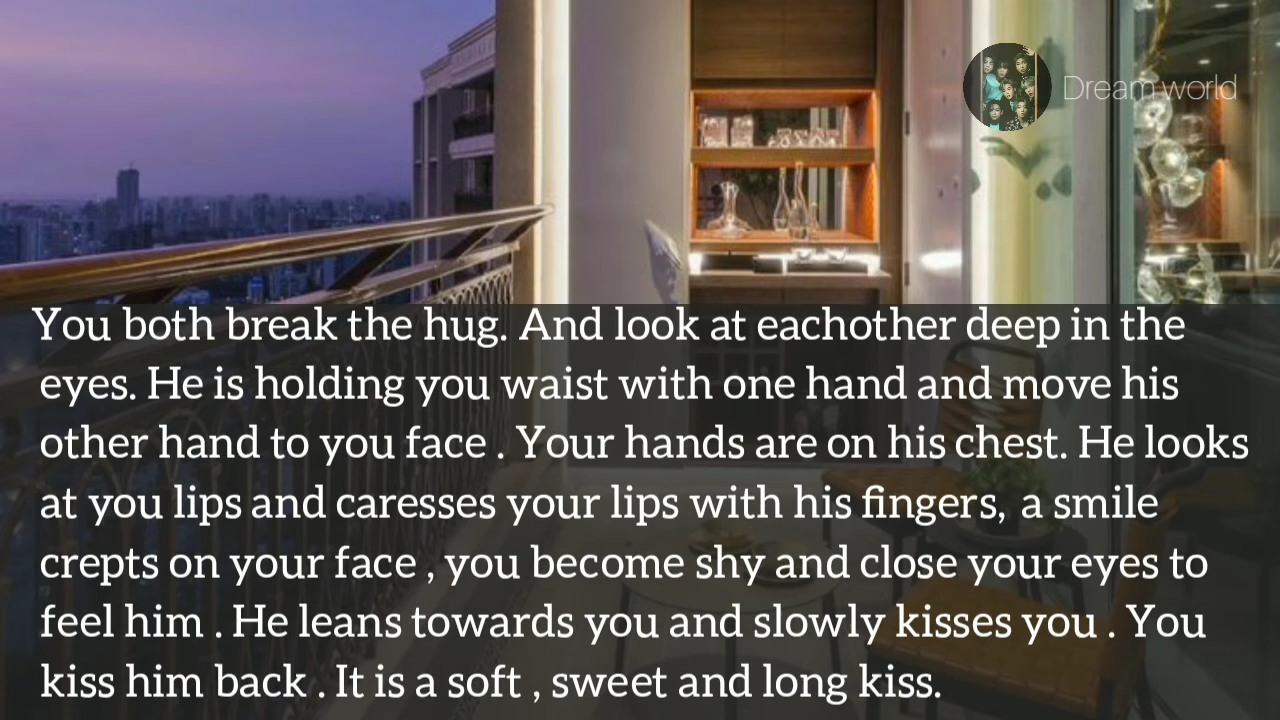 Dream world
You both break the hug. And look at eachother deep in the
eyes. He is holding you waist with one hand and move his
other hand to you face . Your hands are on his chest. He looks
at you lips and caresses your lips with his fingers, a smile
crepts on your face , you become shy and close your eyes to
feel him . He leans towards you and slowly kisses you . You
kiss him back . It is a soft , sweet and long kiss.